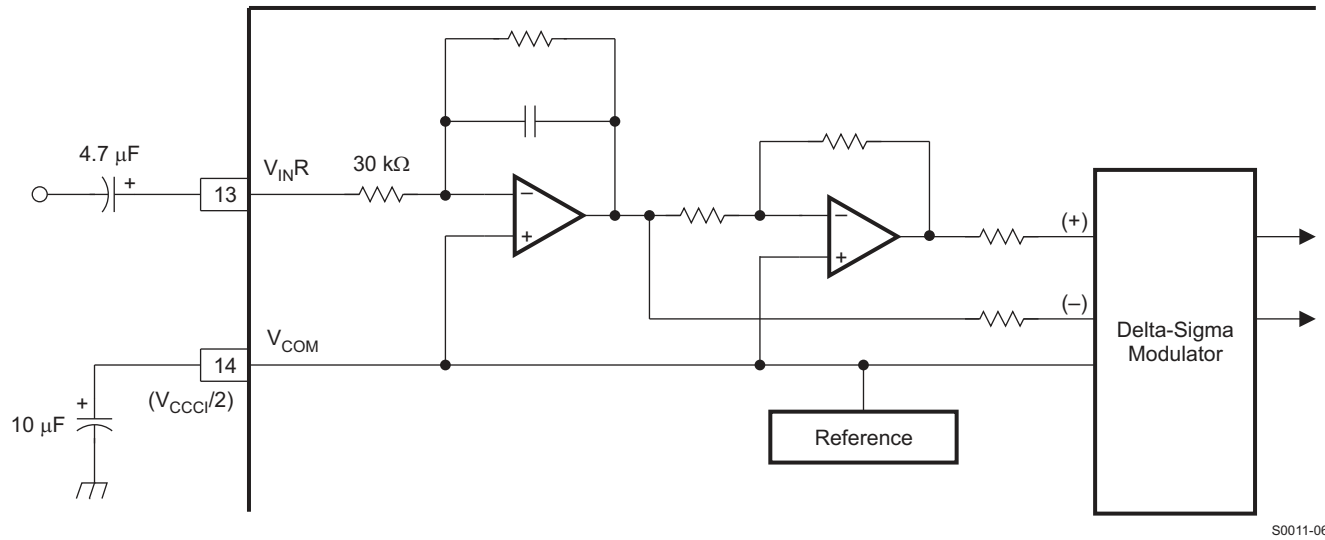 4.7 μF
+
13
V_INR
30 kΩ
−
+
−
+
(+)
(−)
Delta-Sigma
Modulator
V_COM
14
(V_CCCI/2)
+
10 μF
Reference
S0011-06